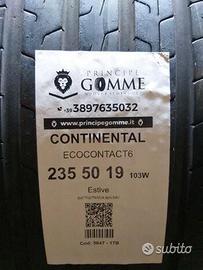 PRINCIPE
GOMME
+39 3897635032
www.principegomme.it
CONTINENTAL
ECOCONTACT6
235 50 19 103W
Estive
subito